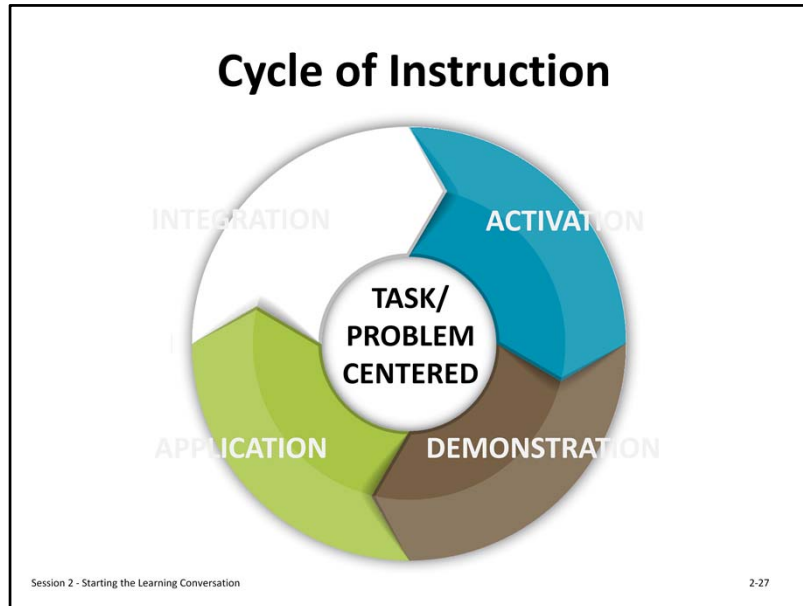 Cycle of Instruction
INTEGRATION
ACTIVATION
TASK/
PROBLEM
CENTERED
APPLICATION
DEMONSTRATION
Session 2 - Starting the Learning Conversation
2-27